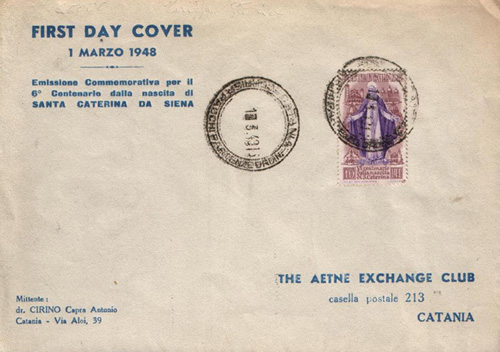 FIRST DAY COVER
1 MARZO 1948
Emissione Commemorativa per il
6° Centenario dalla nascita di
SANTA CATERINA DA SIENA
THE AETNE EXCHANGE CLUB
casella postale 213
CATANIA
Mittente :
dr. CIRINO Capra Antonio
Catania - Via Aloi, 39